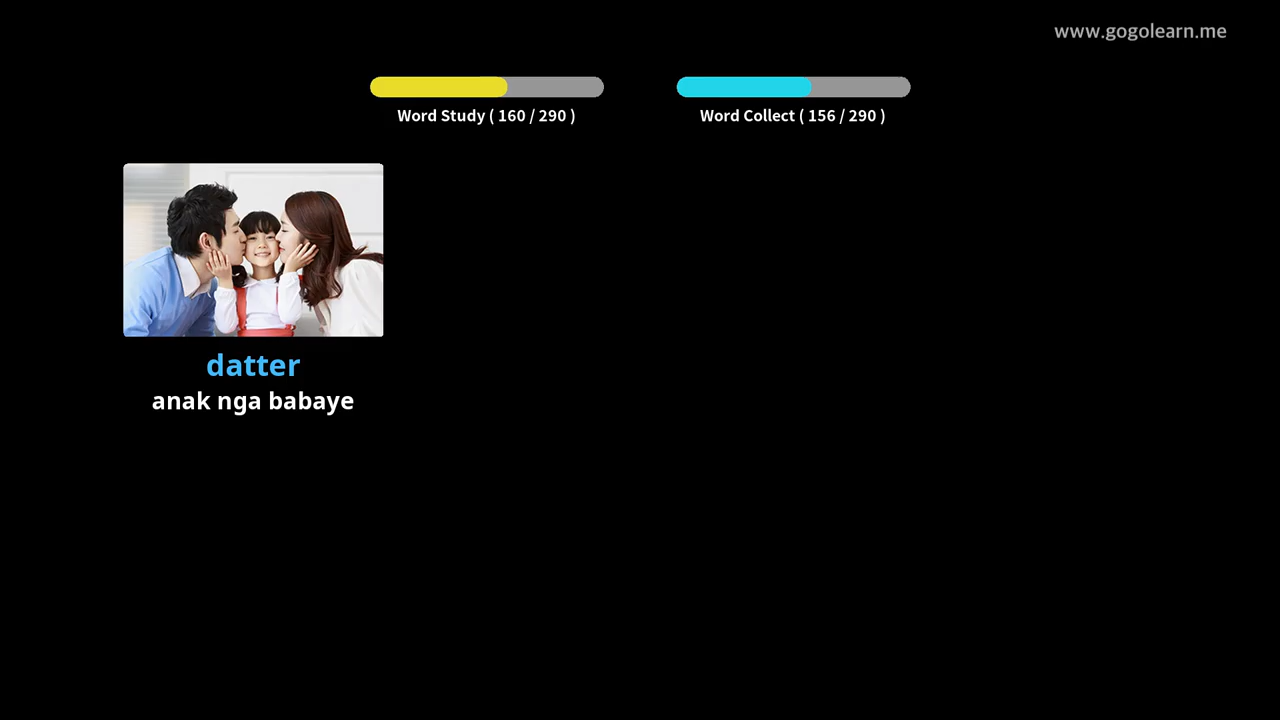 www.gogolearn.me
Word Study ( 160 / 290 )
Word Collect ( 156 / 290 )
datter
anak nga babaye